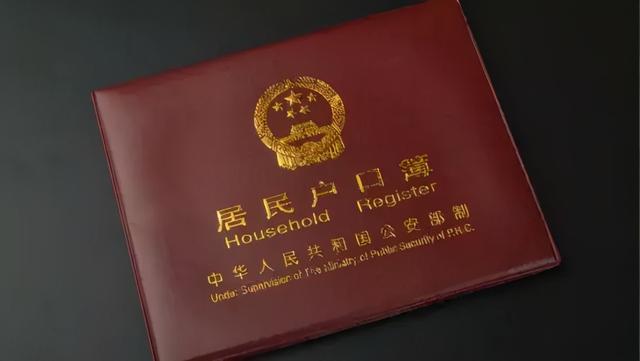 居民户口簿
Household Register
中华人民共和国公安部制
Under Supervision of The Ministry of Public Security of P.R.C.